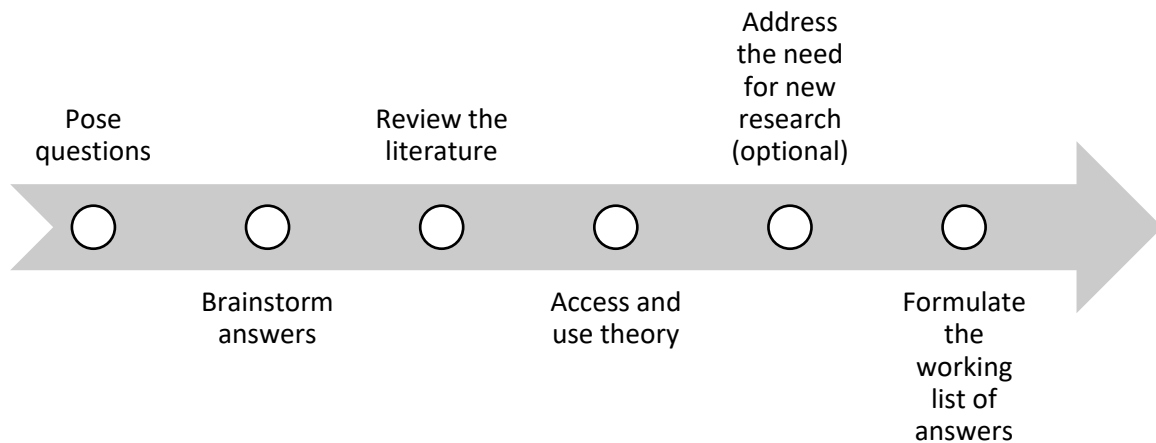 Pose
questions
Brainstorm
answers
Review the
literature
Access and
use theory
Address
the need
for new
research
(optional)
Formulate
the
working
list of
answers